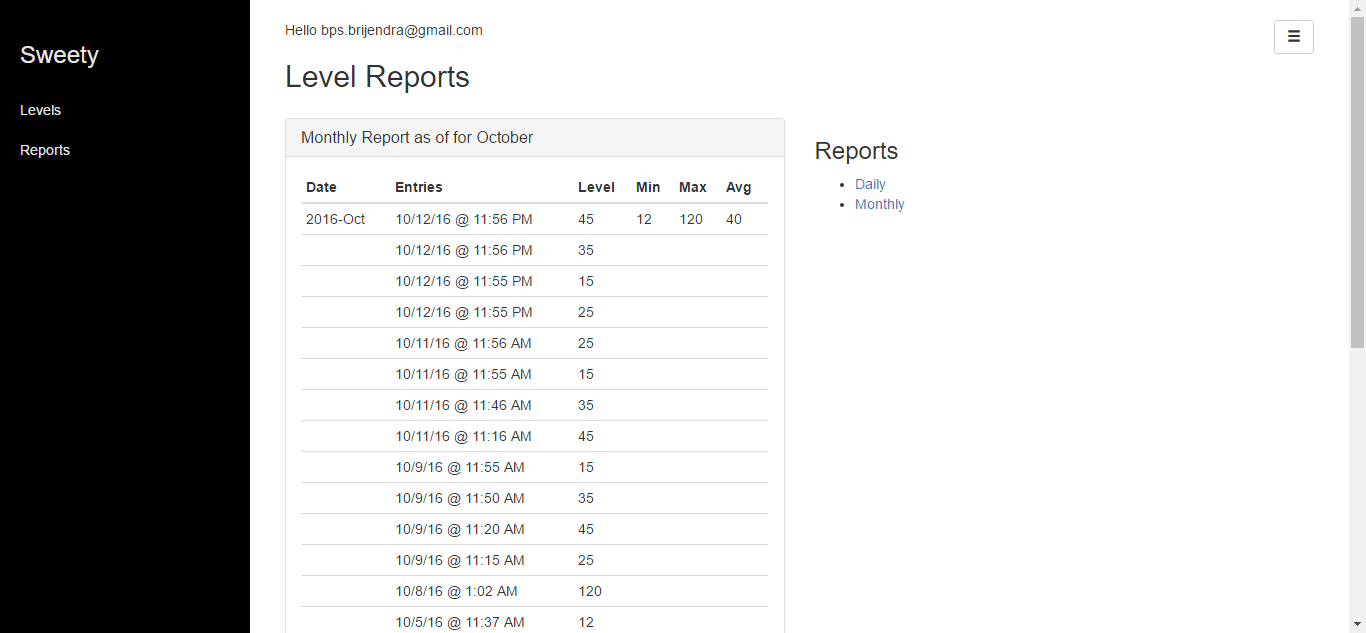 Sweety
Levels
Reports
Hello bps.brijendra@gmail.com
Level Reports
Monthly Report as of for October
Date Entries Level Min Max Avg
2016-Oct 10/12/16 @ 11:56 PM 45 12 120 40
10/12/16 @ 11:56 PM 35
10/12/16 @ 11:55 PM 15
10/12/16 @ 11:55 PM 25
10/11/16 @ 11:56 AM 25
10/11/16 @ 11:55 AM 15
10/11/16 @ 11:46 AM 35
10/11/16 @ 11:16 AM 45
10/9/16 @ 11:55 AM 15
10/9/16 @ 11:50 AM 35
10/9/16 @ 11:20 AM 45
10/9/16 @ 11:15 AM 25
10/8/16 @ 1:02 AM 120
10/5/16 @ 11:37 AM 12
Reports
Daily
Monthly